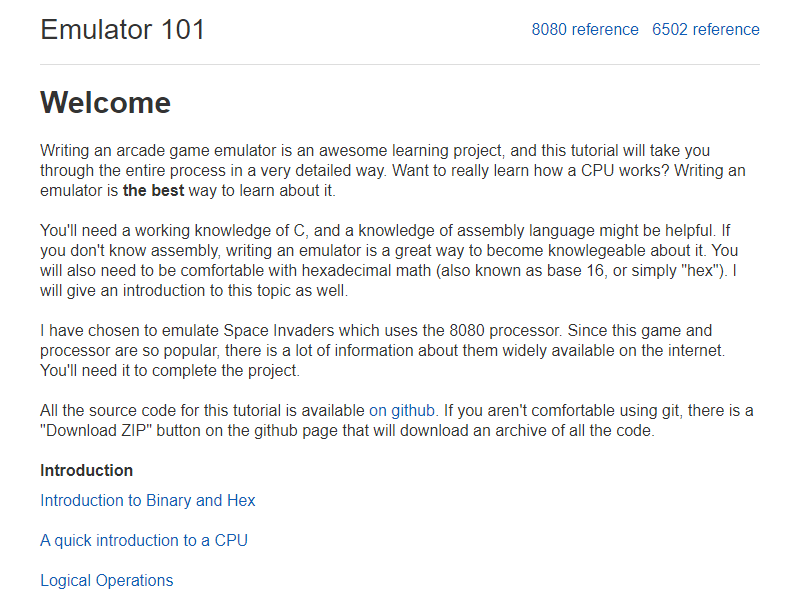 Emulator 101
8080 reference 6502 reference
Welcome
Writing an arcade game emulator is an awesome learning project, and this tutorial will take you
through the entire process in a very detailed way. Want to really learn how a CPU works? Writing an
emulator is the best way to learn about it.
You'll need a working knowledge of C, and a knowledge of assembly language might be helpful. If
you don't know assembly, writing an emulator is a great way to become knowlegeable about it. You
will also need to be comfortable with hexadecimal math (also known as base 16, or simply "hex"). I
will give an introduction to this topic as well.
I have chosen to emulate Space Invaders which uses the 8080 processor. Since this game and
processor are so popular, there is a lot of information about them widely available on the internet.
You'll need it to complete the project.
All the source code for this tutorial is available on github. If you aren't comfortable using git, there is a
"Download ZIP" button on the github page that will download an archive of all the code.
Introduction
Introduction to Binary and Hex
A quick introduction to a CPU
Logical Operations